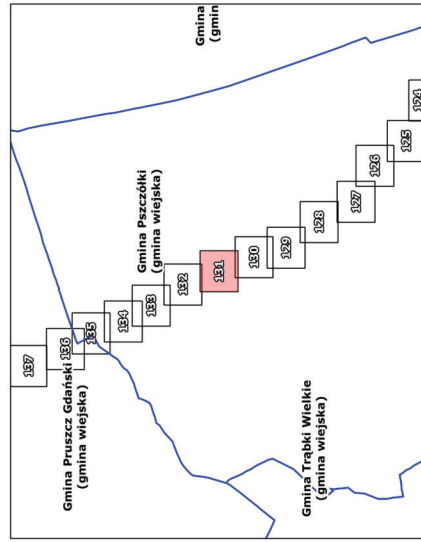 Gmina
(gmin
Gmina Pszczółki
(gmina wiejska)
Gmina Pruszcz Gdański
(gmina wiejska)
Gmina Trąbki Wielkie
(gmina wiejska)
137
136
135
134
133
132
131
130
129
128
127
126
125
124